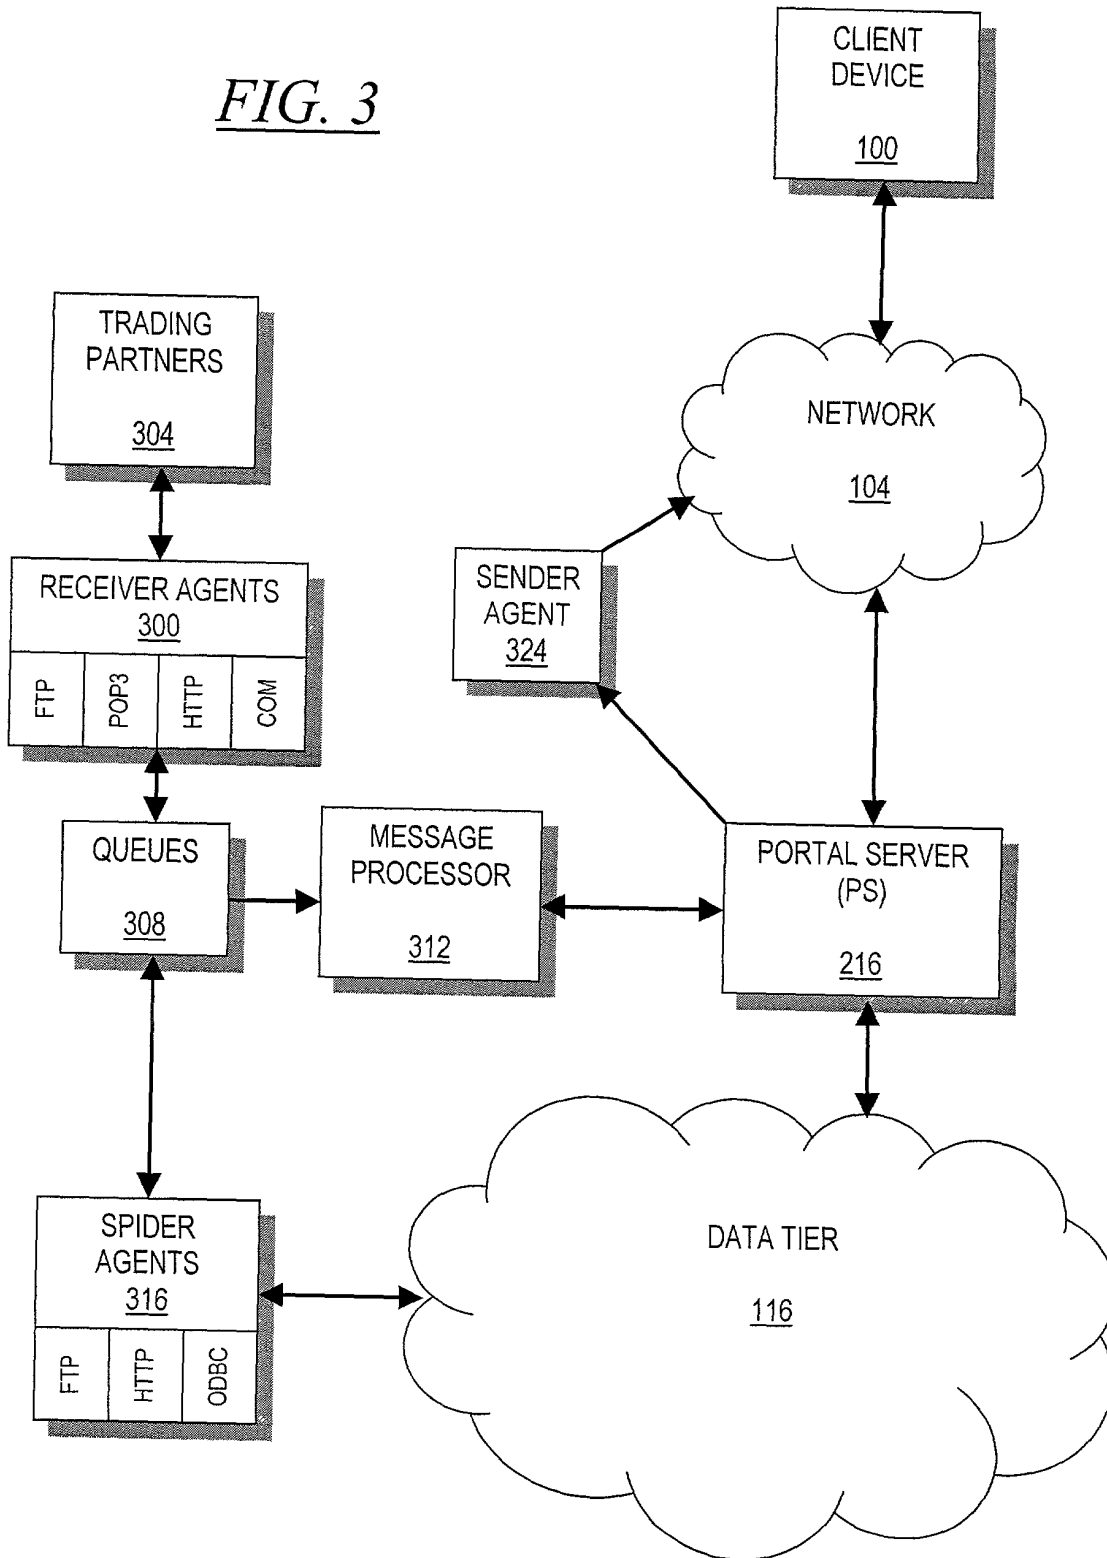 FIG. 3
CLIENT
DEVICE
100
TRADING
PARTNERS
304
NETWORK
104
RECEIVER AGENTS
300
FTP
POP3
HTTP
COM
SENDER
AGENT
324
QUEUES
308
MESSAGE
PROCESSOR
312
PORTAL SERVER
(PS)
216
SPIDER
AGENTS
316
FTP
HTTP
ODBC
DATA TIER
116